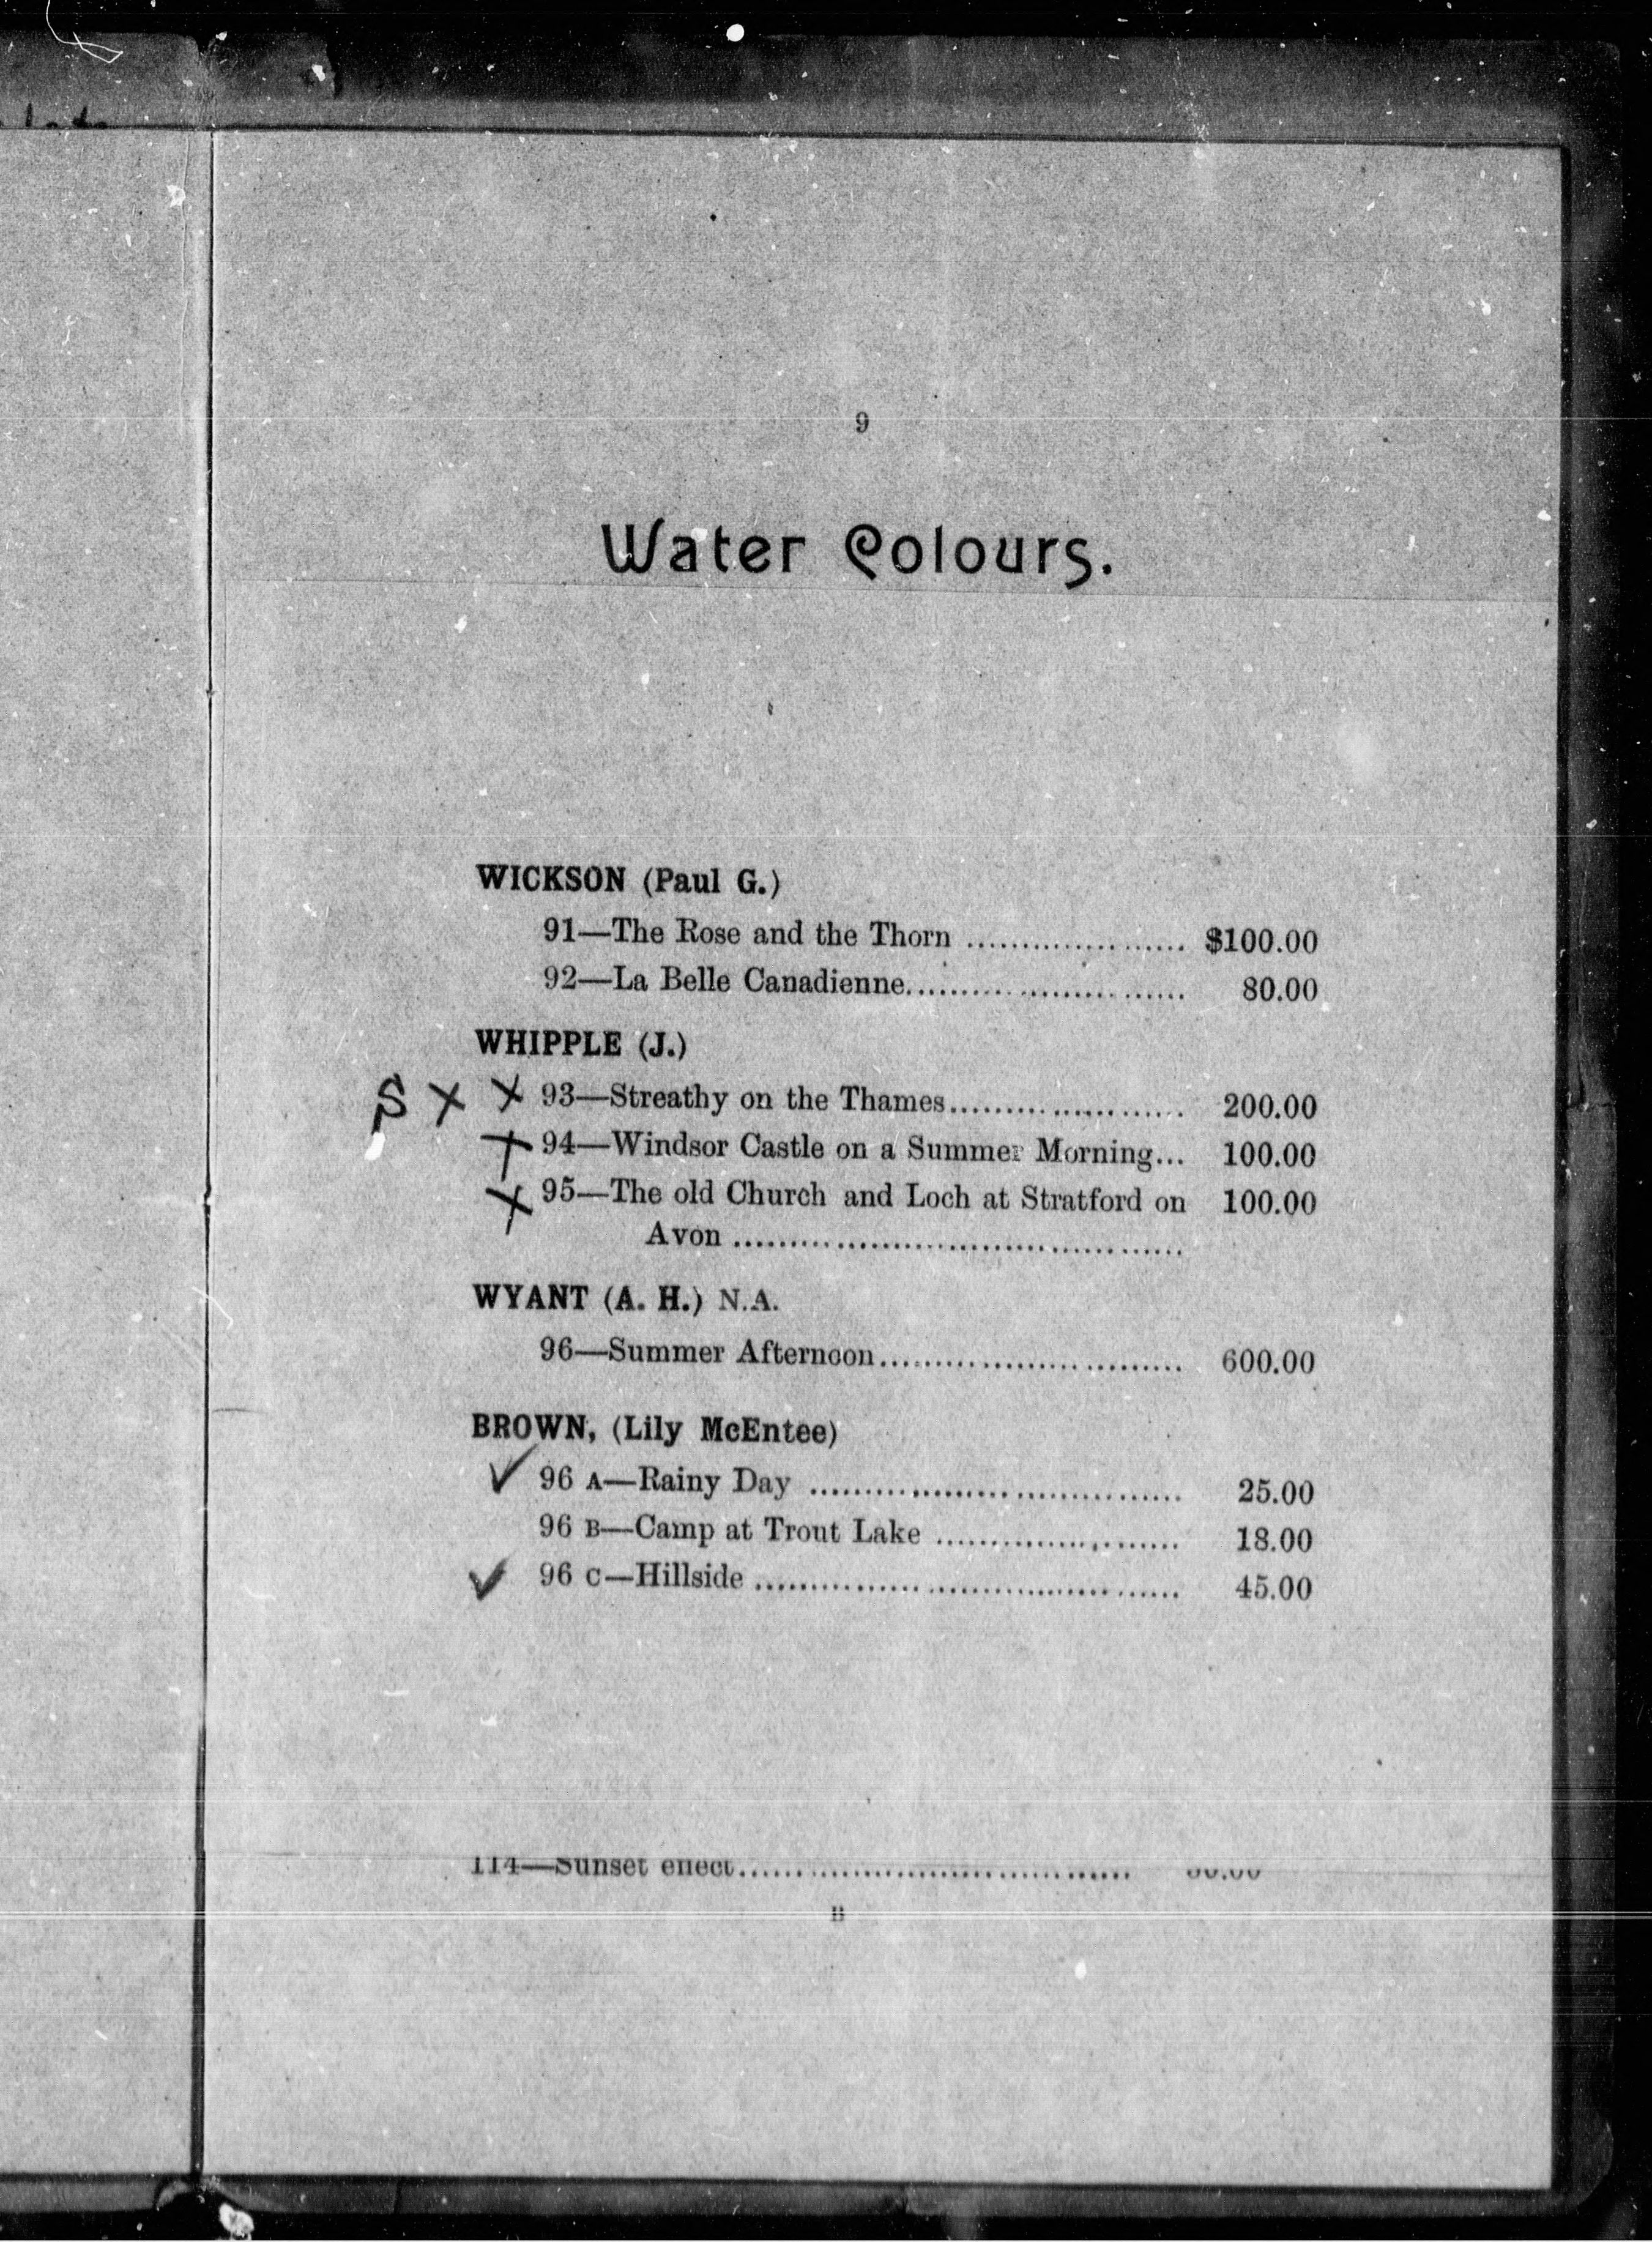 9
Water Colours.
WICKSON (Paul G.)
91—The Rose and the Thorn .................... $100.00
92—La Belle Canadienne......................... 80.00
WHIPPLE (J.)
S X X 93—Streathy on the Thames..................... 200.00
X 94—Windsor Castle on a Summer Morning... 100.00
X 95—The old Church and Loch at Stratford on 100.00
Avon .........................................
WYANT (A. H.) N.A.
96—Summer Afternoon............................ 600.00
BROWN, (Lily McEntee)
✓ 96 A—Rainy Day .................................. 25.00
96 B—Camp at Trout Lake ...................... 18.00
✓ 96 C—Hillside ....................................... 45.00
114—Sunset effect....................................
B